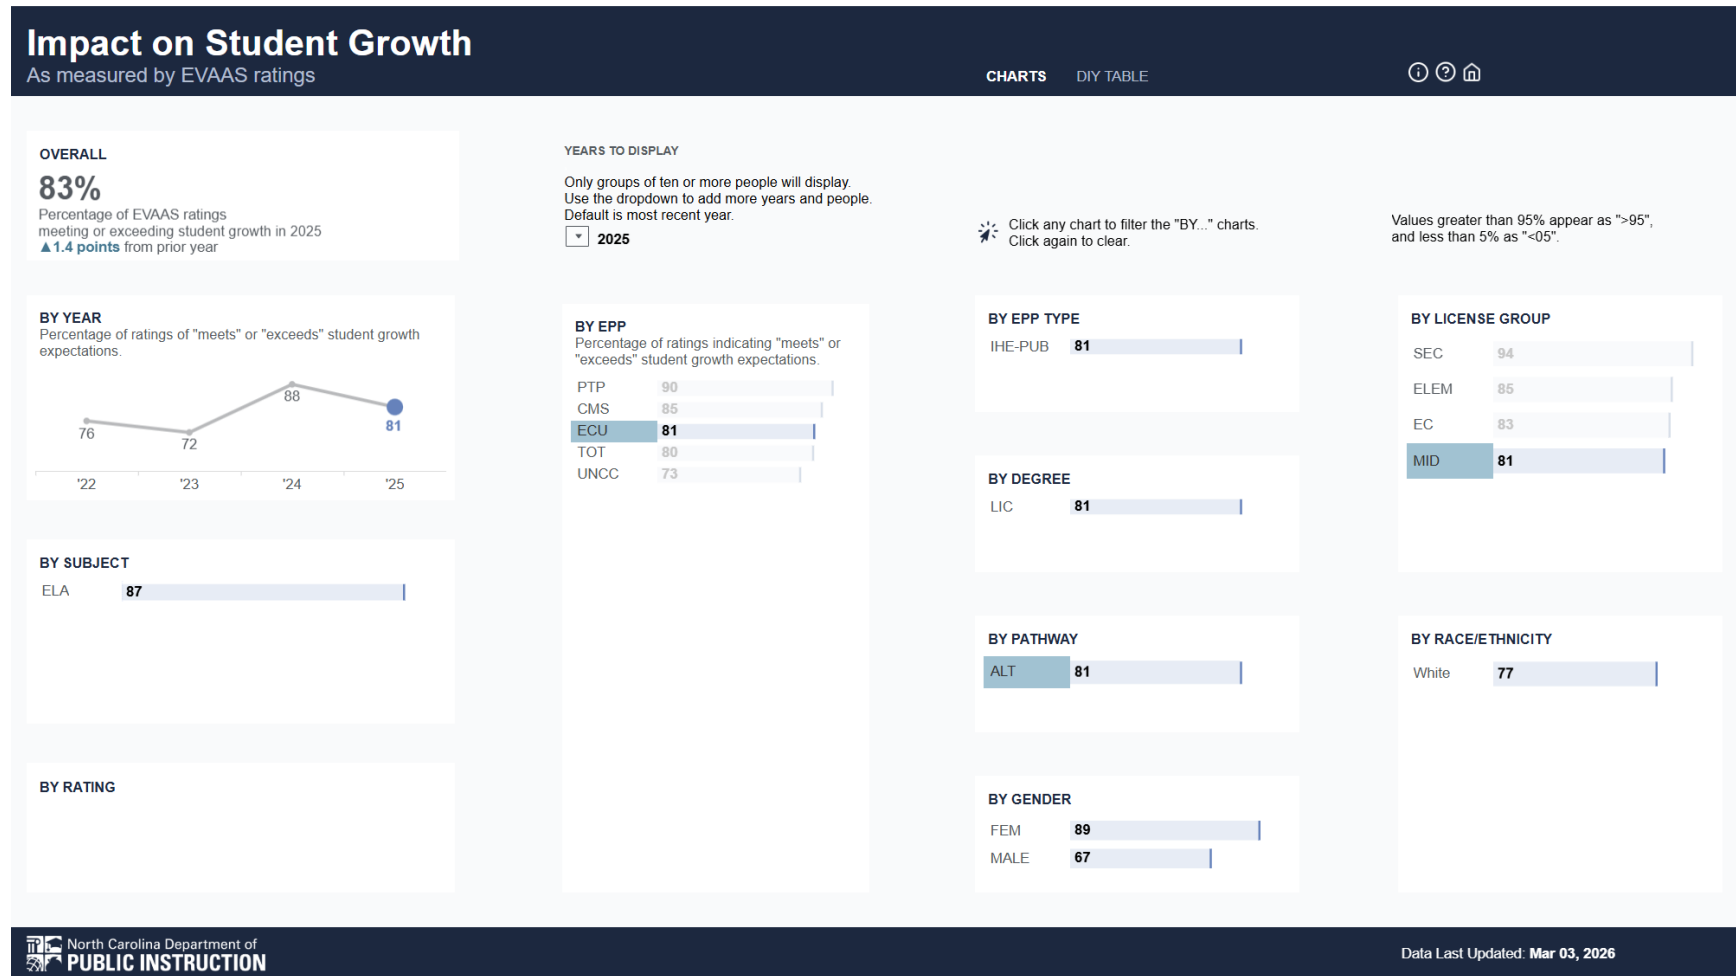 Impact on Student Growth
As measured by EVAAS ratings
CHARTS
DIY TABLE
OVERALL
83%
Percentage of EVAAS ratings
meeting or exceeding student growth in 2025
▲1.4 points from prior year
YEARS TO DISPLAY
Only groups of ten or more people will display.
Use the dropdown to add more years and people.
Default is most recent year.
2025
Click any chart to filter the "BY..." charts.
Click again to clear.
Values greater than 95% appear as ">95",
and less than 5% as "<05".
BY YEAR
Percentage of ratings of "meets" or "exceeds" student growth
expectations.
76
72
88
81
'22
'23
'24
'25
BY SUBJECT
ELA 87
BY RATING
BY EPP
Percentage of ratings indicating "meets" or
"exceeds" student growth expectations.
PTP 90
CMS 85
ECU 81
TOT 80
UNCC 73
BY EPP TYPE
IHE-PUB 81
BY DEGREE
LIC 81
BY PATHWAY
ALT 81
BY GENDER
FEM 89
MALE 67
BY LICENSE GROUP
SEC 94
ELEM 85
EC 83
MID 81
BY RACE/ETHNICITY
White 77
North Carolina Department of
PUBLIC INSTRUCTION
Data Last Updated: Mar 03, 2026